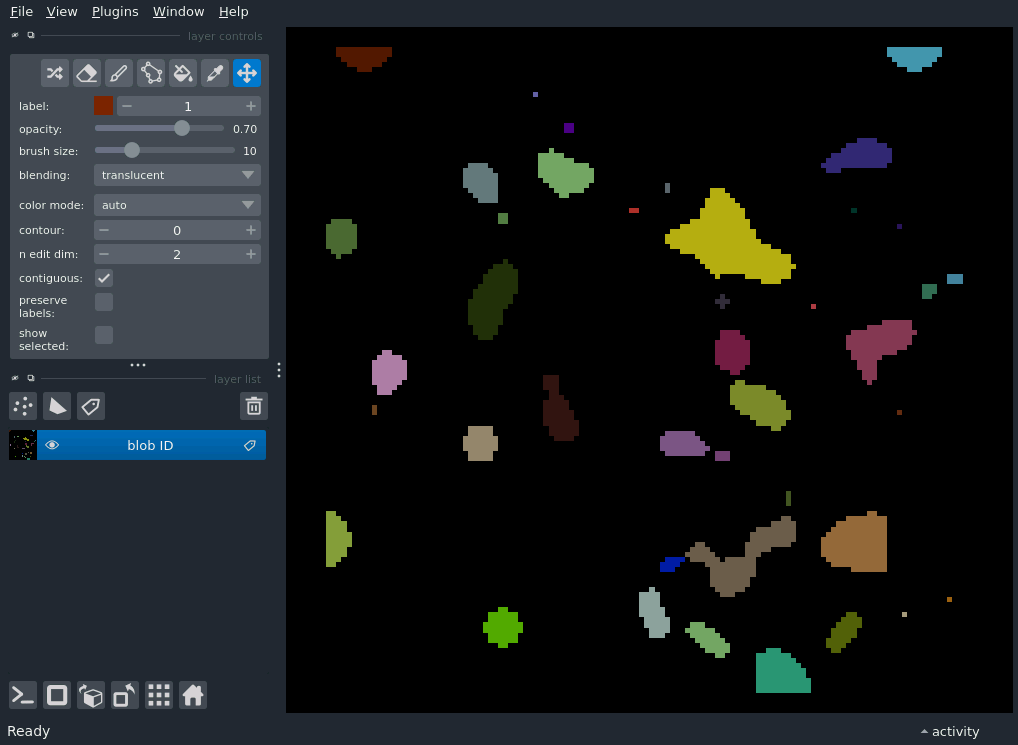 File View Plugins Window Help
layer controls
label: 1
opacity: 0.70
brush size: 10
blending: translucent
color mode: auto
contour: 0
n edit dim: 2
contiguous:
preserve
labels:
show
selected:
layer list
blob ID
Ready
activity